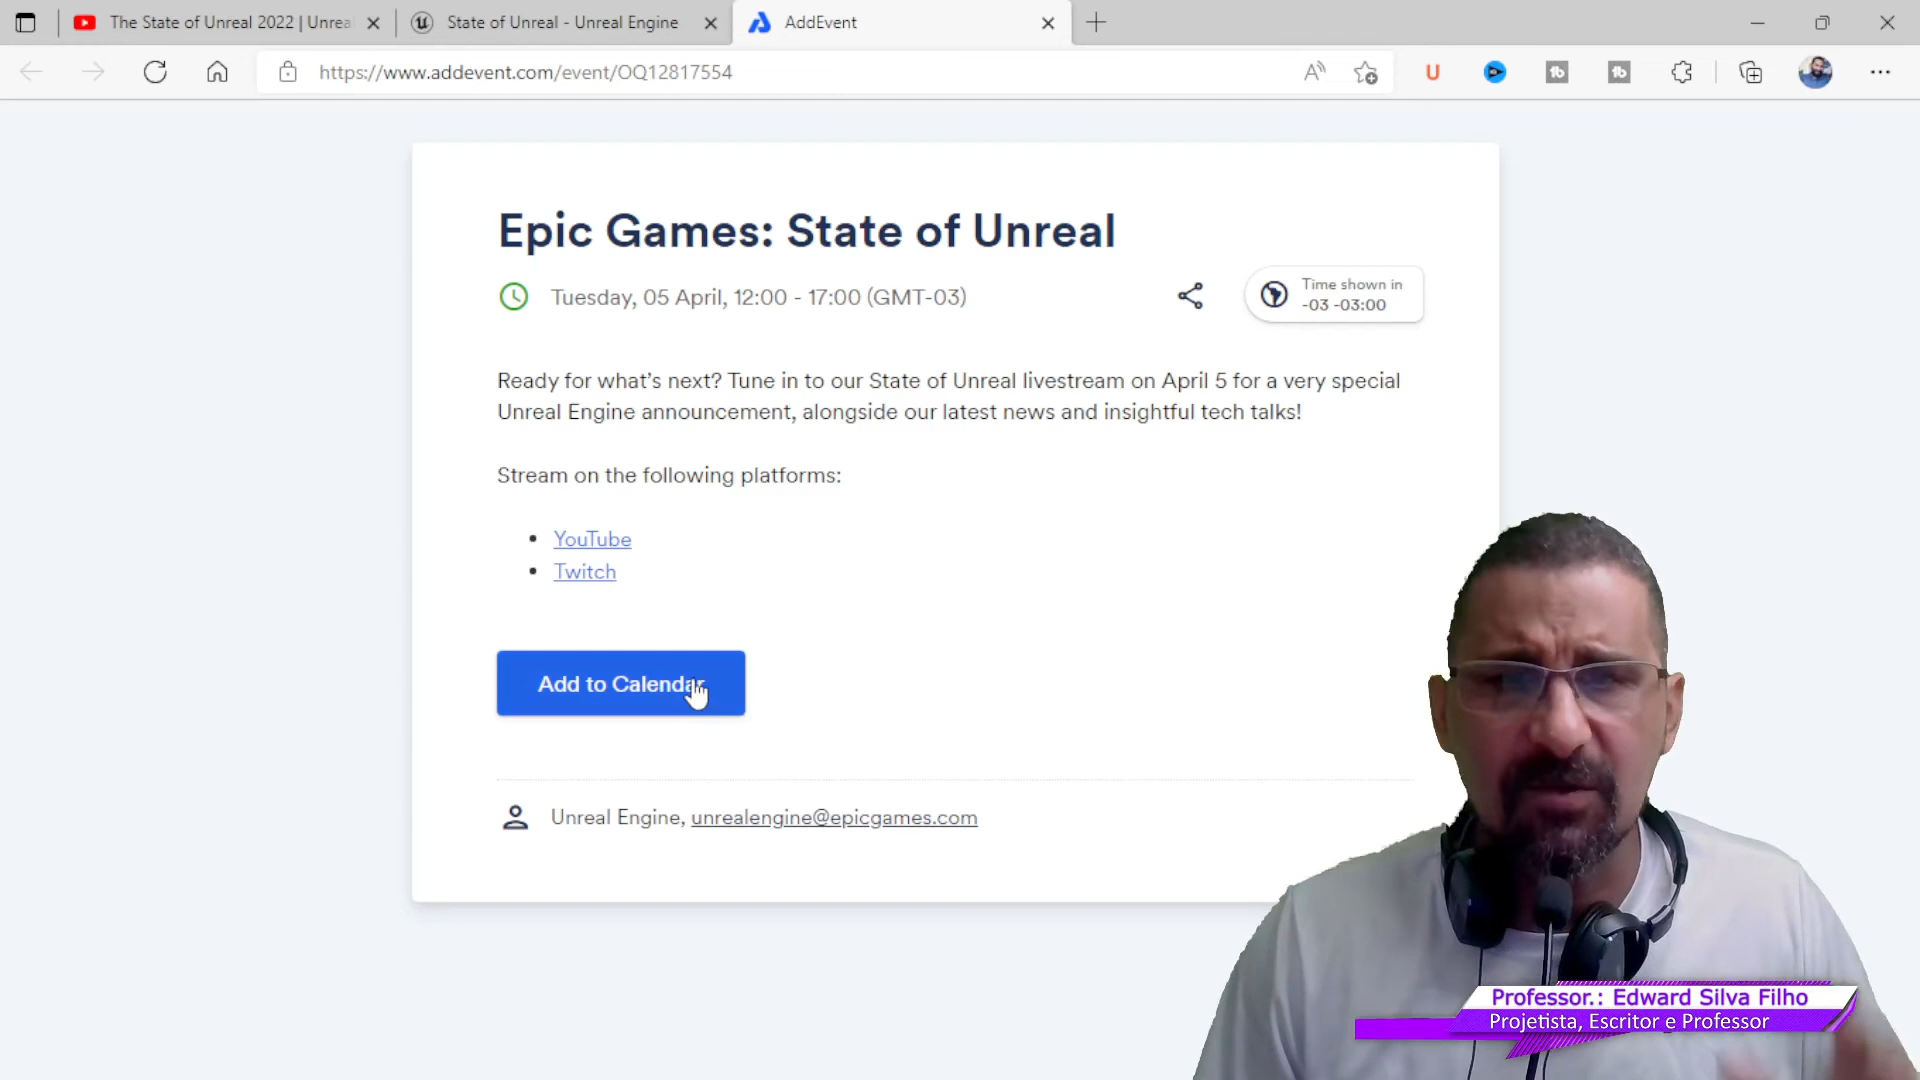 The State of Unreal 2022 | Unrea
State of Unreal - Unreal Engine
AddEvent
https://www.addevent.com/event/OQ12817554
Epic Games: State of Unreal
Tuesday, 05 April, 12:00 - 17:00 (GMT-03)
Time shown in
-03 -03:00
Ready for what’s next? Tune in to our State of Unreal livestream on April 5 for a very special
Unreal Engine announcement, alongside our latest news and insightful tech talks!
Stream on the following platforms:
• YouTube
• Twitch
Add to Calendar
Unreal Engine, unrealengine@epicgames.com
Professor.: Edward Silva Filho
Projetista, Escritor e Professor